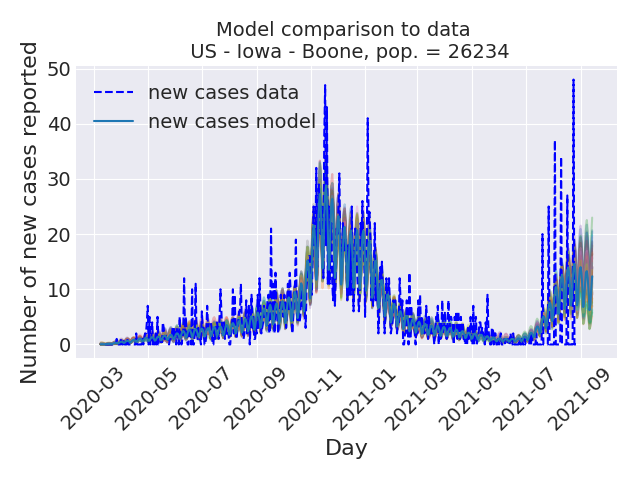 Model comparison to data
US - Iowa - Boone, pop. = 26234
Number of new cases reported
50
40
30
20
10
0
new cases data
new cases model
2020-03
2020-05
2020-07
2020-09
2020-11
2021-01
2021-03
2021-05
2021-07
2021-09
Day